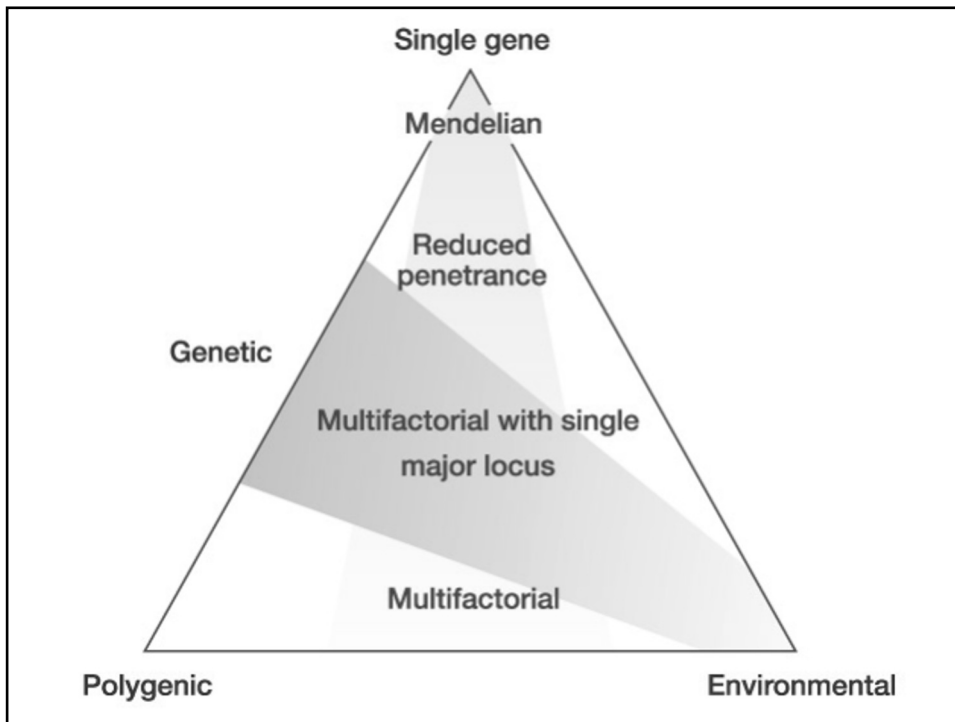 Single gene
Mendelian
Reduced
penetrance
Genetic
Multifactorial with single
major locus
Multifactorial
Polygenic
Environmental